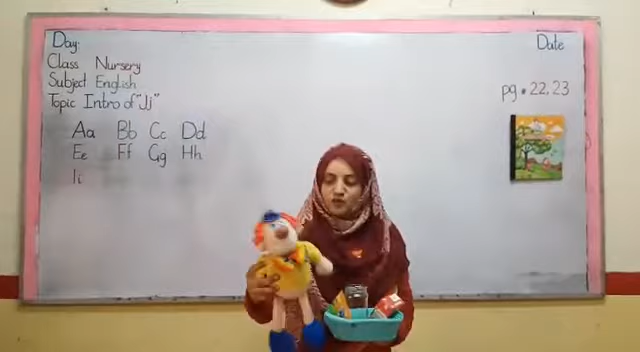 Day:
Class Nursery
Subject English
Topic Intro of "Jj"
Aa Bb Cc Dd
Ee Ff Gg Hh
Ii
Date
pg. 22, 23